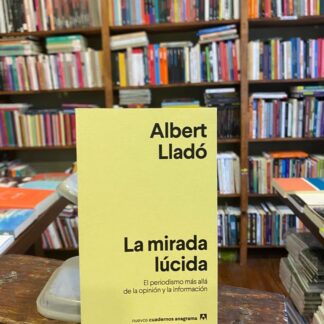 Albert
Lladó
La mirada
lúcida
El periodismo más allá
de la opinión y la información
nuevos cuadernos anagrama